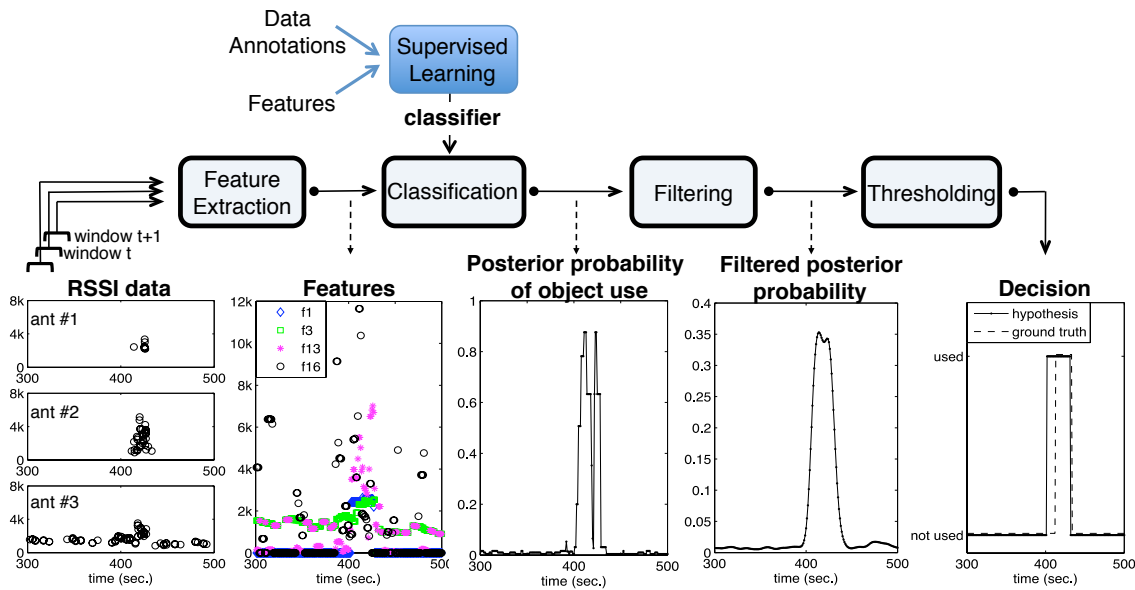 Data
Annotations
Features
Supervised
Learning
classifier
Feature
Extraction
Classification
Filtering
Thresholding
window t+1
window t
RSSI data
Features
Posterior probability
of object use
Filtered posterior
probability
Decision
8k
ant #1
4k
0
300 400 500
8k
ant #2
4k
0
300 400 500
8k
ant #3
4k
0
300 400 500
time (sec.)
12k
10k
8k
6k
4k
2k
0
f1
f3
f13
f16
300 400 500
time (sec.)
1
0.8
0.6
0.4
0.2
0
300 400 500
time (sec.)
0.4
0.35
0.3
0.25
0.2
0.15
0.1
0.05
0
300 400 500
time (sec.)
hypothesis
ground truth
used
not used
300 400 500
time (sec.)